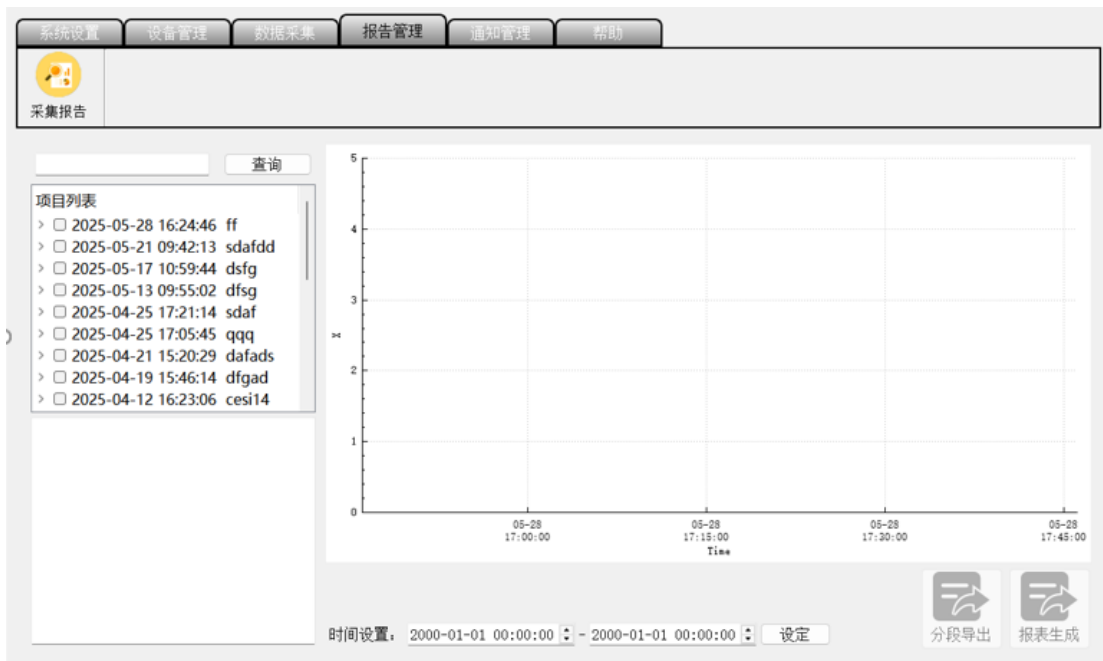 系统设置 设备管理 数据采集 报告管理 通知管理 帮助
采集报告
查询
项目列表
2025-05-28 16:24:46 ff
2025-05-21 09:42:13 sdafdd
2025-05-17 10:59:44 dsfg
2025-05-13 09:55:02 dfsg
2025-04-25 17:21:14 sdaf
2025-04-25 17:05:45 qqq
2025-04-21 15:20:29 dafads
2025-04-19 15:46:14 dfgad
2025-04-12 16:23:06 cesi14
5
4
3
2
1
0
05-28 05-28 05-28 05-28
17:00:00 17:15:00 17:30:00 17:45:00
Time
时间设置: 2000-01-01 00:00:00 - 2000-01-01 00:00:00 设定
分段导出 报表生成